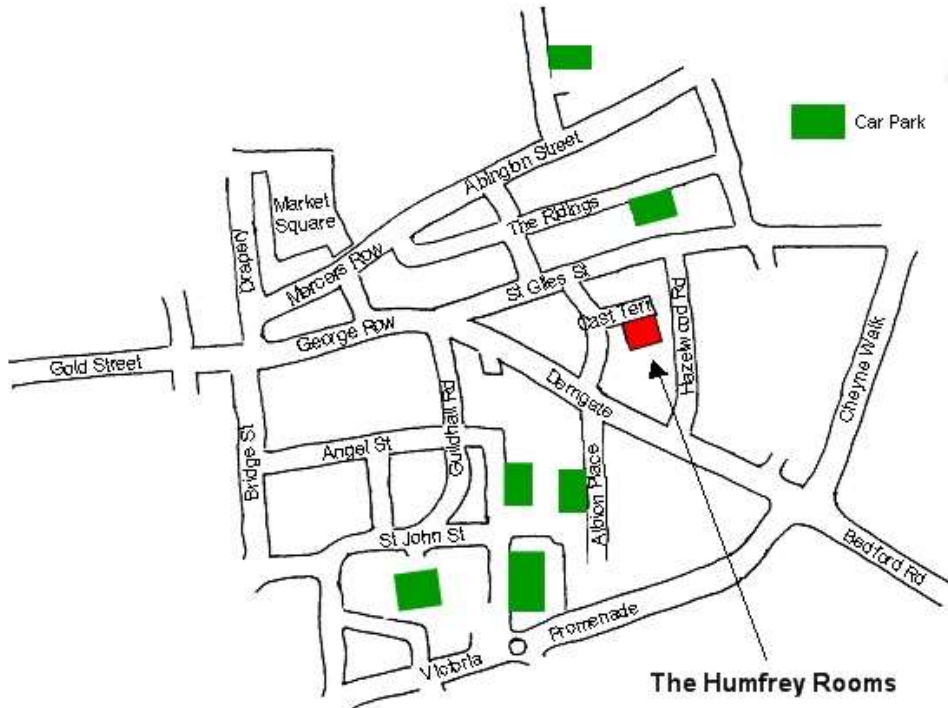 Car Park
Abington Street
Market
Square
The Ridings
Drapery
Mercers Row
St Giles St
Cast Terr
George Row
Hazelwood Rd
Gold Street
Cheyne Walk
Derngate
Guildhall Rd
Angel St
Bridge St
Albion Place
St John St
Bedford Rd
Promenade
Victoria
The Humfrey Rooms